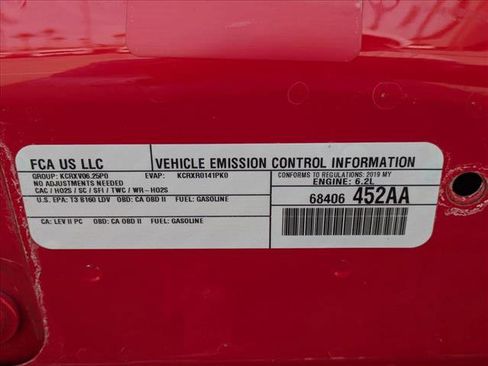 FCA US LLC VEHICLE EMISSION CONTROL INFORMATION
GROUP: KCRXV06.25P0 EVAP: KCRXR0141PK0 CONFORMS TO REGULATIONS: 2019 MY
NO ADJUSTMENTS NEEDED ENGINE: 6.2L
CAC / HO2S / SC / SFI / TWC / WR-HO2S
U.S. EPA: T3 B160 LDV OBD: CA OBD II FUEL: GASOLINE 68406 452AA
CA: LEV II PC OBD: CA OBD II FUEL: GASOLINE